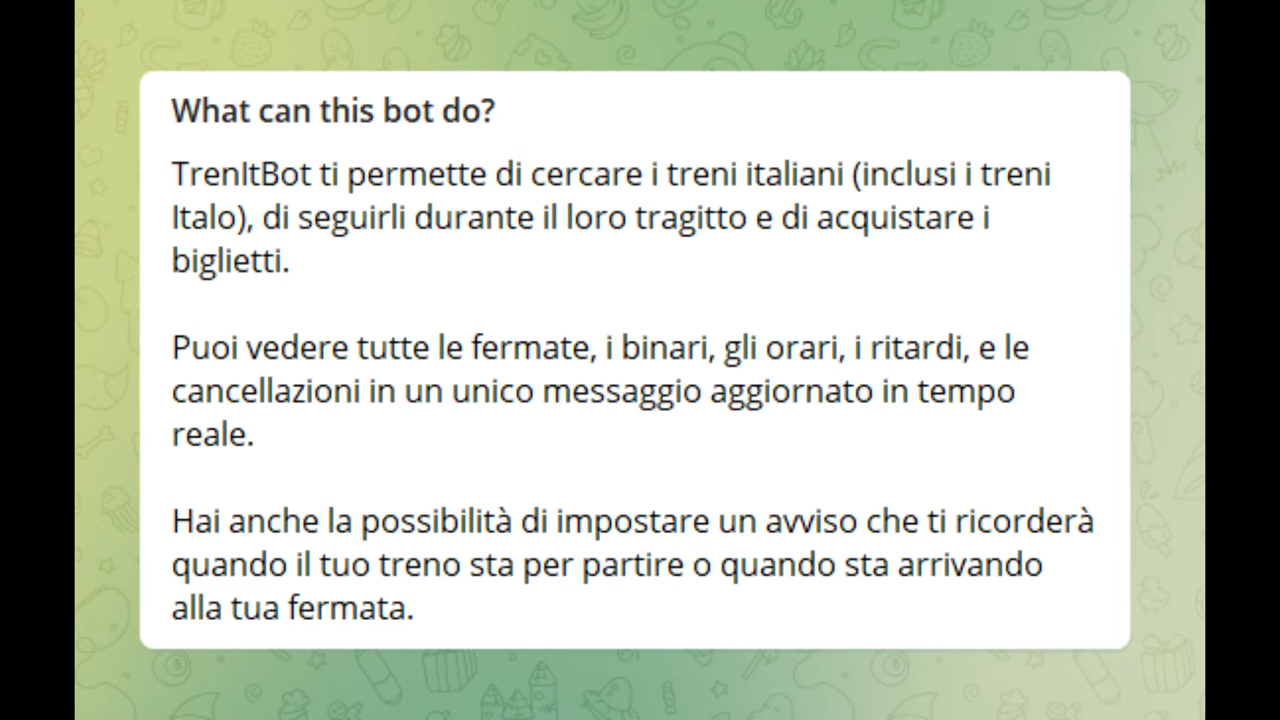 What can this bot do?
TrenItBot ti permette di cercare i treni italiani (inclusi i treni
Italo), di seguirli durante il loro tragitto e di acquistare i
biglietti.
Puoi vedere tutte le fermate, i binari, gli orari, i ritardi, e le
cancellazioni in un unico messaggio aggiornato in tempo
reale.
Hai anche la possibilità di impostare un avviso che ti ricorderà
quando il tuo treno sta per partire o quando sta arrivando
alla tua fermata.